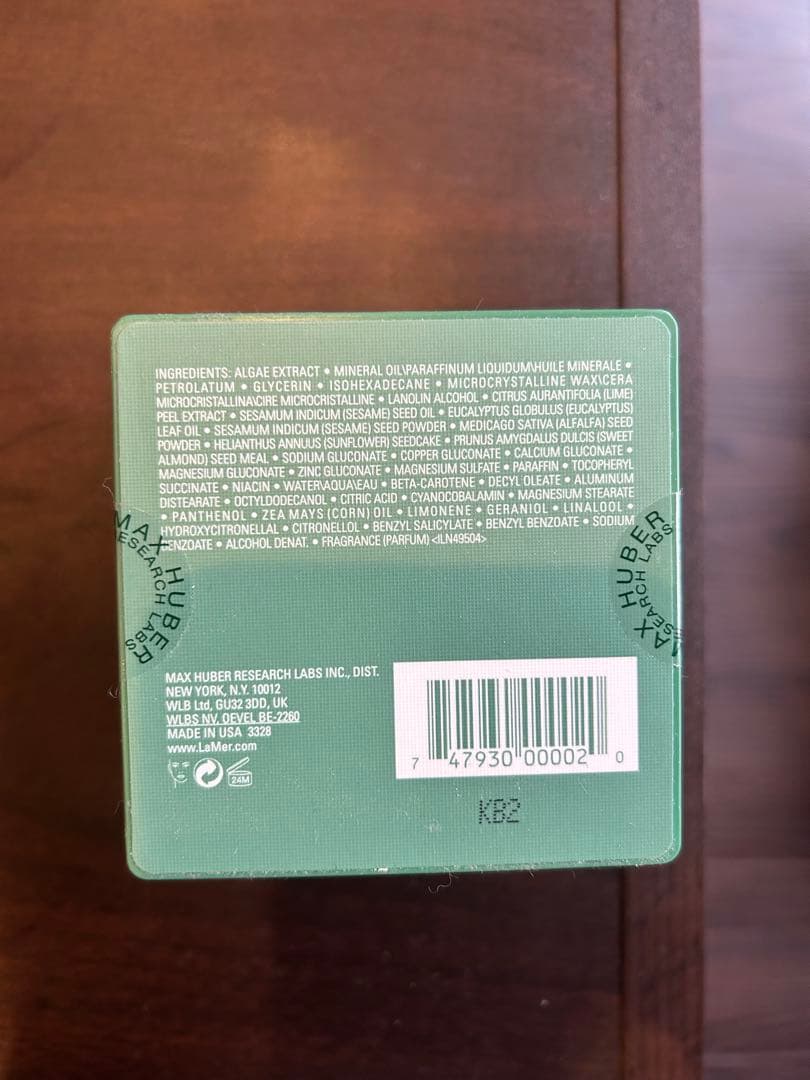 INGREDIENTS: ALGAE EXTRACT • MINERAL OIL\PARAFFINUM LIQUIDUM\HUILE MINERALE •
PETROLATUM • GLYCERIN • ISOHEXADECANE • MICROCRYSTALLINE WAX\CERA
MICROCRISTALLINA\CIRE MICROCRISTALLINE • LANOLIN ALCOHOL • CITRUS AURANTIFOLIA (LIME)
PEEL EXTRACT • SESAMUM INDICUM (SESAME) SEED OIL • EUCALYPTUS GLOBULUS (EUCALYPTUS)
LEAF OIL • SESAMUM INDICUM (SESAME) SEED POWDER • MEDICAGO SATIVA (ALFALFA) SEED
POWDER • HELIANTHUS ANNUUS (SUNFLOWER) SEEDCAKE • PRUNUS AMYGDALUS DULCIS (SWEET
ALMOND) SEED MEAL • SODIUM GLUCONATE • COPPER GLUCONATE • CALCIUM GLUCONATE •
MAGNESIUM GLUCONATE • ZINC GLUCONATE • MAGNESIUM SULFATE • PARAFFIN • TOCOPHERYL
SUCCINATE • NIACIN • WATER\AQUA\EAU • BETA-CAROTENE • DECYL OLEATE • ALUMINUM
DISTEARATE • OCTYLDODECANOL • CITRIC ACID • CYANOCOBALAMIN • MAGNESIUM STEARATE
• PANTHENOL • ZEA MAYS (CORN) OIL • LIMONENE • GERANIOL • LINALOOL •
HYDROXYCITRONELLAL • CITRONELLOL • BENZYL SALICYLATE • BENZYL BENZOATE • SODIUM
BENZOATE • ALCOHOL DENAT. • FRAGRANCE (PARFUM) <ILN49504>
MAX HUBER
RESEARCH LABS
MAX HUBER
RESEARCH LABS
MAX HUBER RESEARCH LABS INC., DIST.
NEW YORK, N.Y. 10012
WLB Ltd, GU32 3DD, UK
WLBS NV, OEVEL BE-2260
MADE IN USA 3328
www.LaMer.com
24M
7 47930 00002 0
KB2